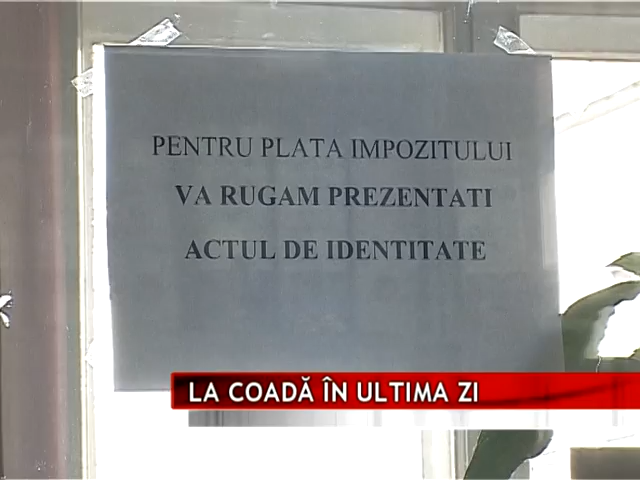 PENTRU PLATA IMPOZITULUI
VA RUGAM PREZENTATI
ACTUL DE IDENTITATE
LA COADĂ ÎN ULTIMA ZI